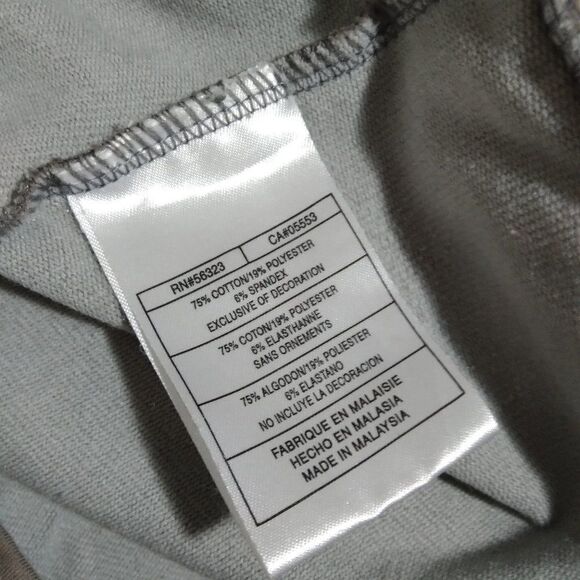 RN#56323 CA#05553
75% COTTON/19% POLYESTER
6% SPANDEX
EXCLUSIVE OF DECORATION
75% COTON/19% POLYESTER
6% ELASTHANNE
SANS ORNEMENTS
75% ALGODON/19% POLIESTER
6% ELASTANO
NO INCLUYE LA DECORACION
FABRIQUE EN MALAISIE
HECHO EN MALASIA
MADE IN MALAYSIA